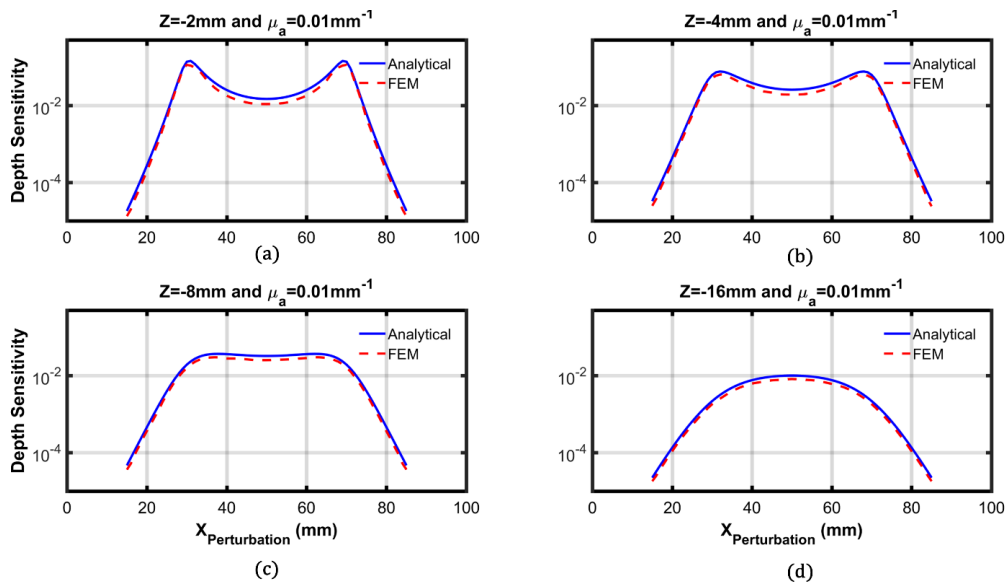 Z=-2mm and μₐ=0.01mm⁻¹
Depth Sensitivity
10⁻²
10⁻⁴
Analytical
FEM
0 20 40 60 80 100
(a)
Z=-4mm and μₐ=0.01mm⁻¹
10⁻²
10⁻⁴
Analytical
FEM
0 20 40 60 80 100
(b)
Z=-8mm and μₐ=0.01mm⁻¹
Depth Sensitivity
10⁻²
10⁻⁴
Analytical
FEM
0 20 40 60 80 100
X_Perturbation (mm)
(c)
Z=-16mm and μₐ=0.01mm⁻¹
10⁻²
10⁻⁴
Analytical
FEM
0 20 40 60 80 100
X_Perturbation (mm)
(d)